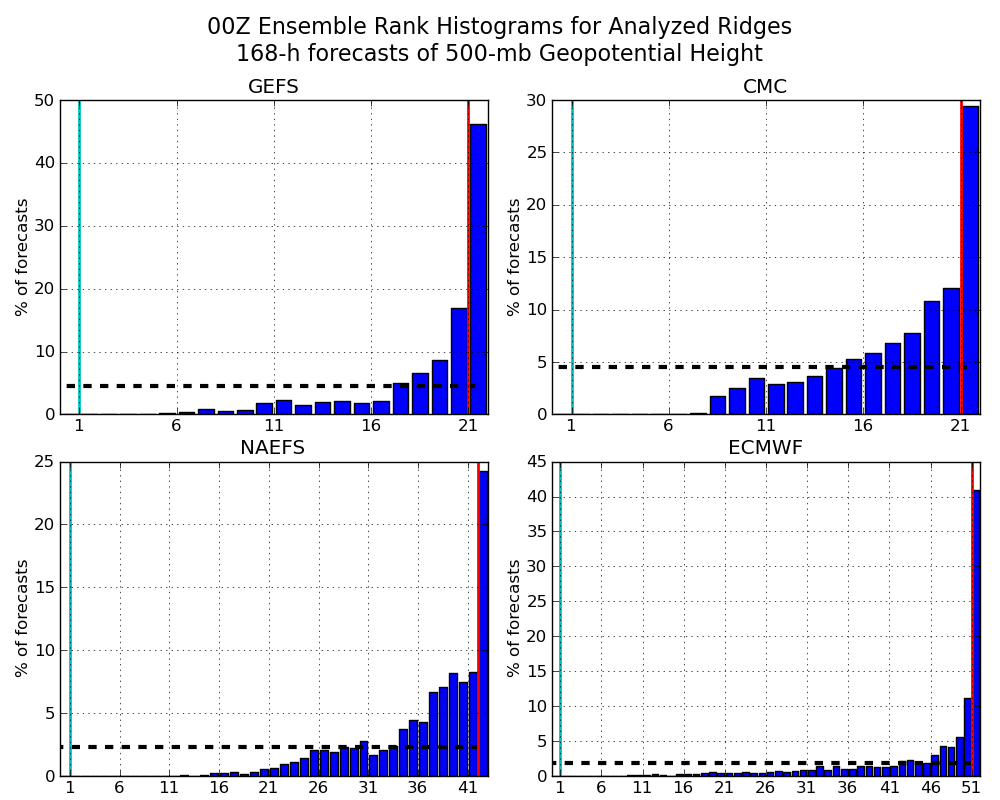 00Z Ensemble Rank Histograms for Analyzed Ridges
168-h forecasts of 500-mb Geopotential Height
GEFS
% of forecasts
50
40
30
20
10
0
1 6 11 16 21
CMC
% of forecasts
30
25
20
15
10
5
0
1 6 11 16 21
NAEFS
% of forecasts
25
20
15
10
5
0
1 6 11 16 21 26 31 36 41
ECMWF
% of forecasts
45
40
35
30
25
20
15
10
5
0
1 6 11 16 21 26 31 36 41 46 51